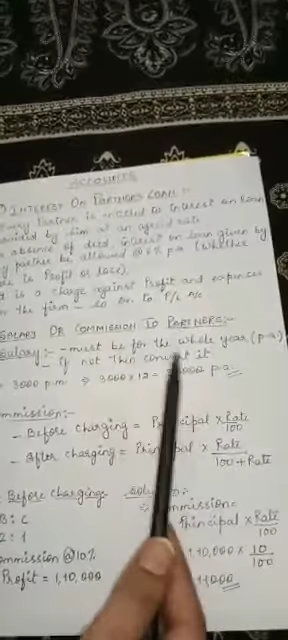 ACCOUNTS
INTEREST ON PARTNERS LOAN:-
Every Partner is entitled to interest on loan
provided by him at an agreed rate
absence of deed, interest on loan given by
partner be allowed @6% p.a (whether
is Profit or loss).
It is a charge against Profit and expenses
the firm - so on to P/L A/c
SALARY OR COMMISSION TO PARTNERS:-
Salary:- - must be for the whole year (p.a)
- if not then convert it
= 3000 p.m. ⇒ 3000 × 12 = 000 p.a
mmission:-
- Before charging = Principal × Rate/100
- After charging = Principal × Rate/100 + Rate
Before Charging:-
B : C
2 : 1
mmission @10%
Profit = 1,10,000
∴ Commission =
Principal × Rate/100
1,10,000 × 10/100
11000